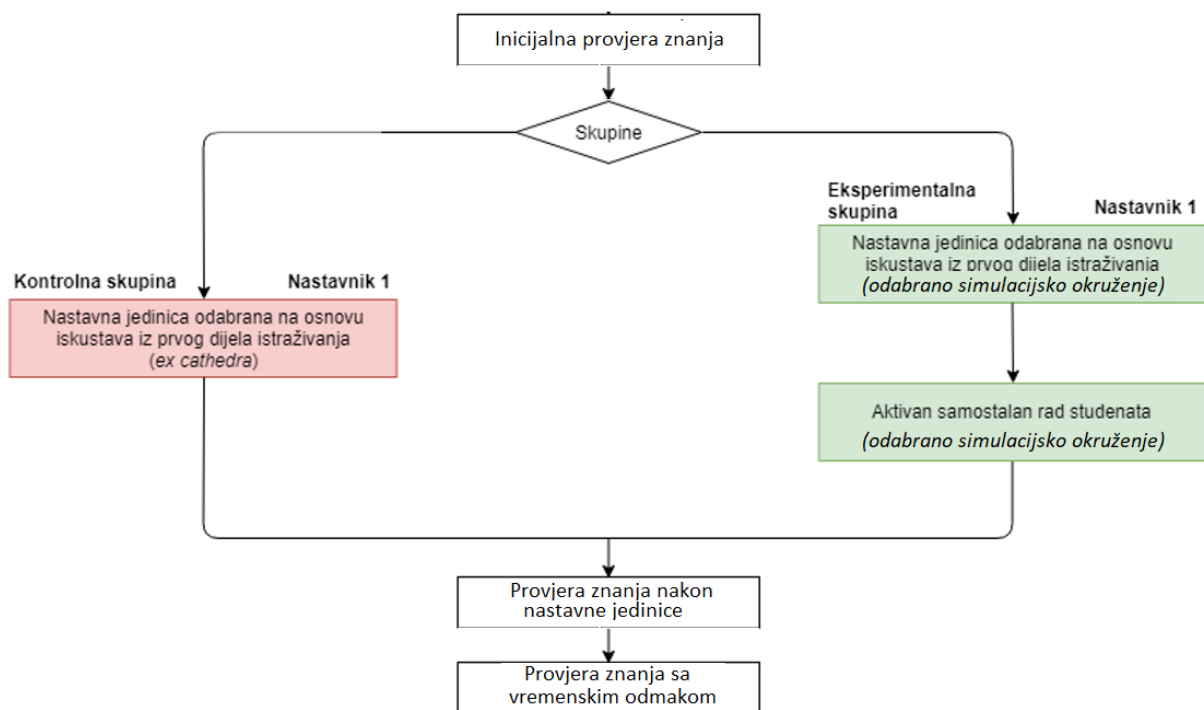 Inicijalna provjera znanja
Skupine
Kontrolna skupina
Nastavnik 1
Nastavna jedinica odabrana na osnovu
iskustava iz prvog dijela istraživanja
(ex cathedra)
Eksperimentalna
skupina
Nastavnik 1
Nastavna jedinica odabrana na osnovu
iskustava iz prvog dijela istraživanja
(odabrano simulacijsko okruženje)
Aktivan samostalan rad studenata
(odabrano simulacijsko okruženje)
Provjera znanja nakon
nastavne jedinice
Provjera znanja sa
vremenskim odmakom